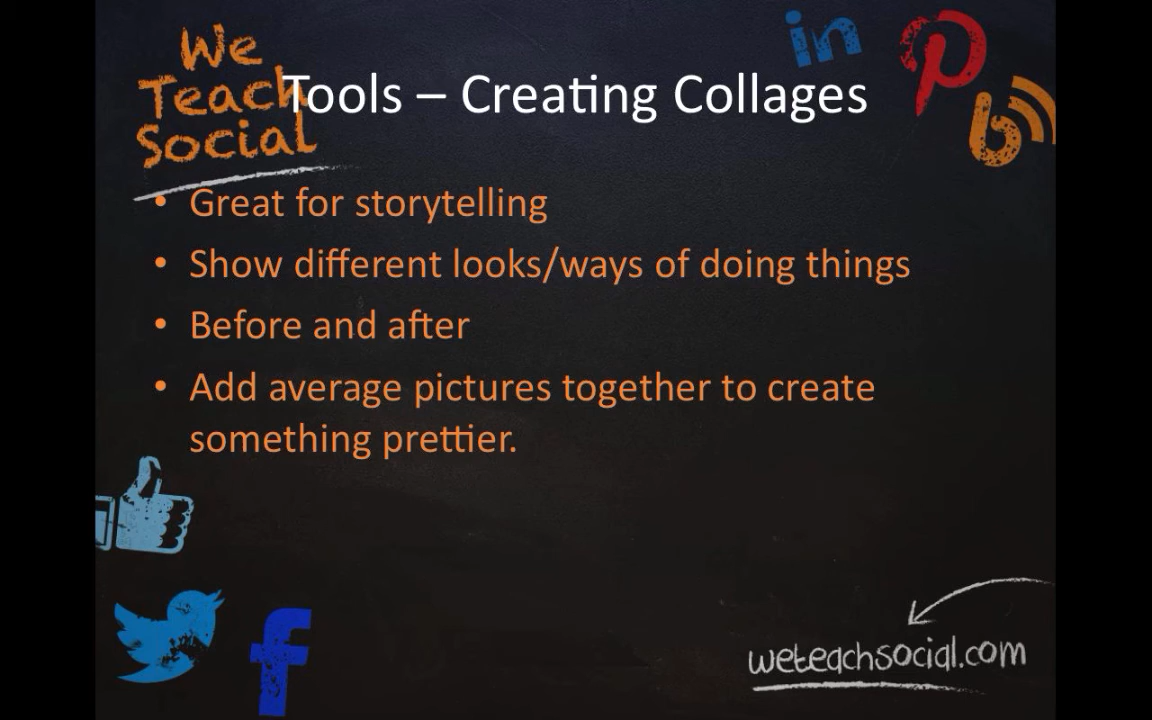 We
Teach
Social
in
Tools – Creating Collages
• Great for storytelling
• Show different looks/ways of doing things
• Before and after
• Add average pictures together to create
something prettier.
f
weteachsocial.com